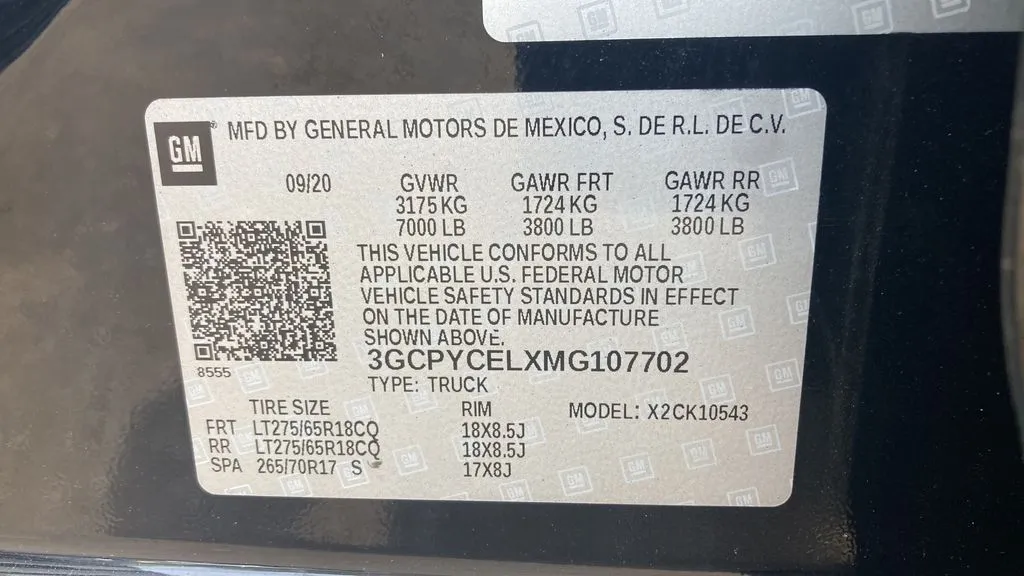 GM MFD BY GENERAL MOTORS DE MEXICO, S. DE R.L. DE C.V.
09/20 GVWR GAWR FRT GAWR RR
3175 KG 1724 KG 1724 KG
7000 LB 3800 LB 3800 LB
THIS VEHICLE CONFORMS TO ALL
APPLICABLE U.S. FEDERAL MOTOR
VEHICLE SAFETY STANDARDS IN EFFECT
ON THE DATE OF MANUFACTURE
SHOWN ABOVE.
3GCPYCELXMG107702
8555
TYPE: TRUCK
TIRE SIZE RIM MODEL: X2CK10543
FRT LT275/65R18CQ 18X8.5J
RR LT275/65R18CQ 18X8.5J
SPA 265/70R17 S 17X8J